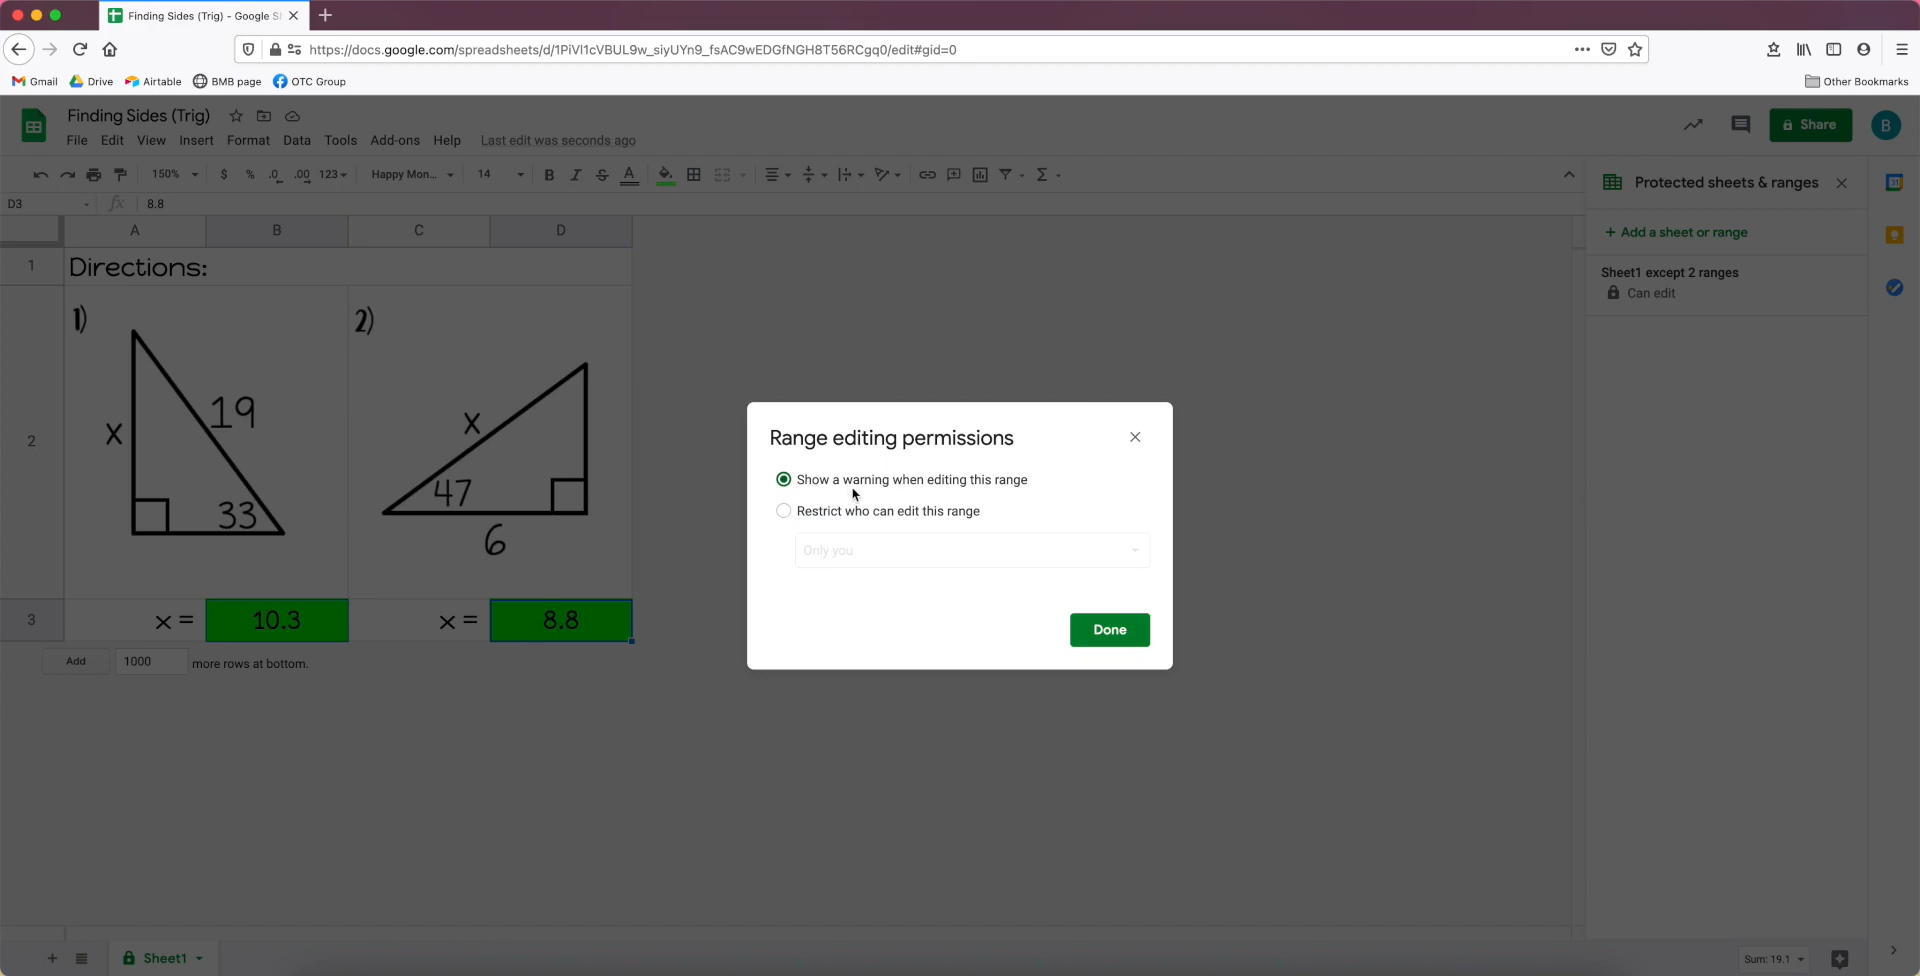 Finding Sides (Trig) - Google S
https://docs.google.com/spreadsheets/d/1PiVI1cVBUL9w_siyUYn9_fsAC9wEDGfNGH8T56RCgq0/edit#gid=0
Gmail Drive Airtable BMB page OTC Group Other Bookmarks
Finding Sides (Trig)
File Edit View Insert Format Data Tools Add-ons Help Last edit was seconds ago
Share B
150% $ % .0 .00 123 Happy Mon... 14 B I S A Σ
Protected sheets & ranges
D3 fx 8.8
A B C D
+ Add a sheet or range
1 Directions:
Sheet1 except 2 ranges
Can edit
1) 2)
19
x
x
2
47
33
6
Range editing permissions
Show a warning when editing this range
Restrict who can edit this range
Only you
Done
3 x = 10.3 x = 8.8
Add 1000 more rows at bottom.
Sheet1
Sum: 19.1
31